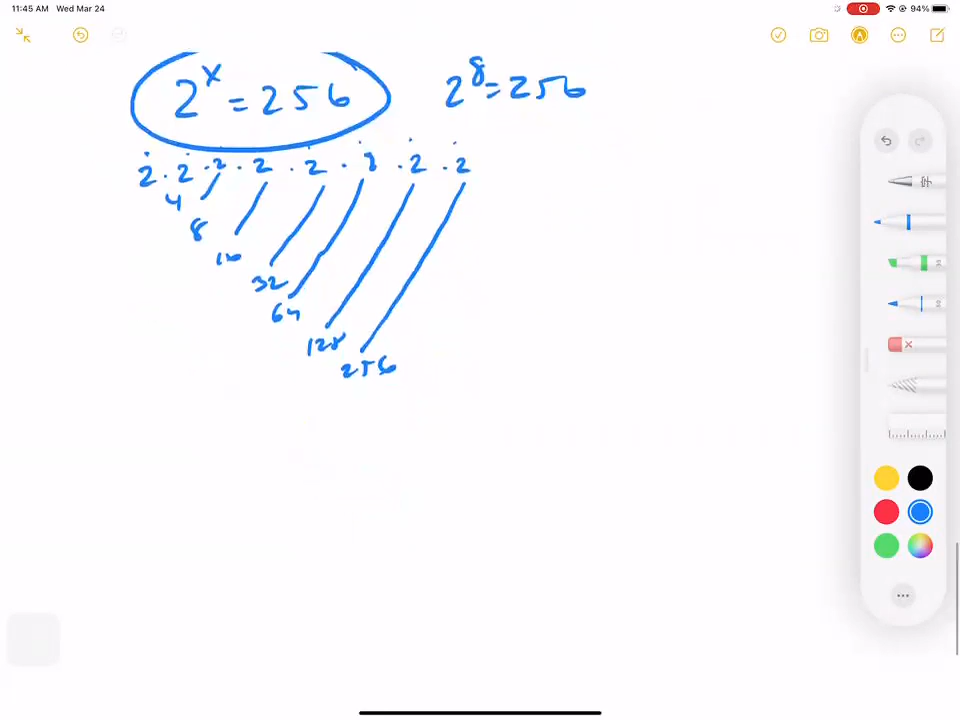 11:45 AM Wed Mar 24 94%
2^x = 256 2^8 = 256
2 · 2 · 2 · 2 · 2 · 2 · 2 · 2
4
8
16
32
64
128
256